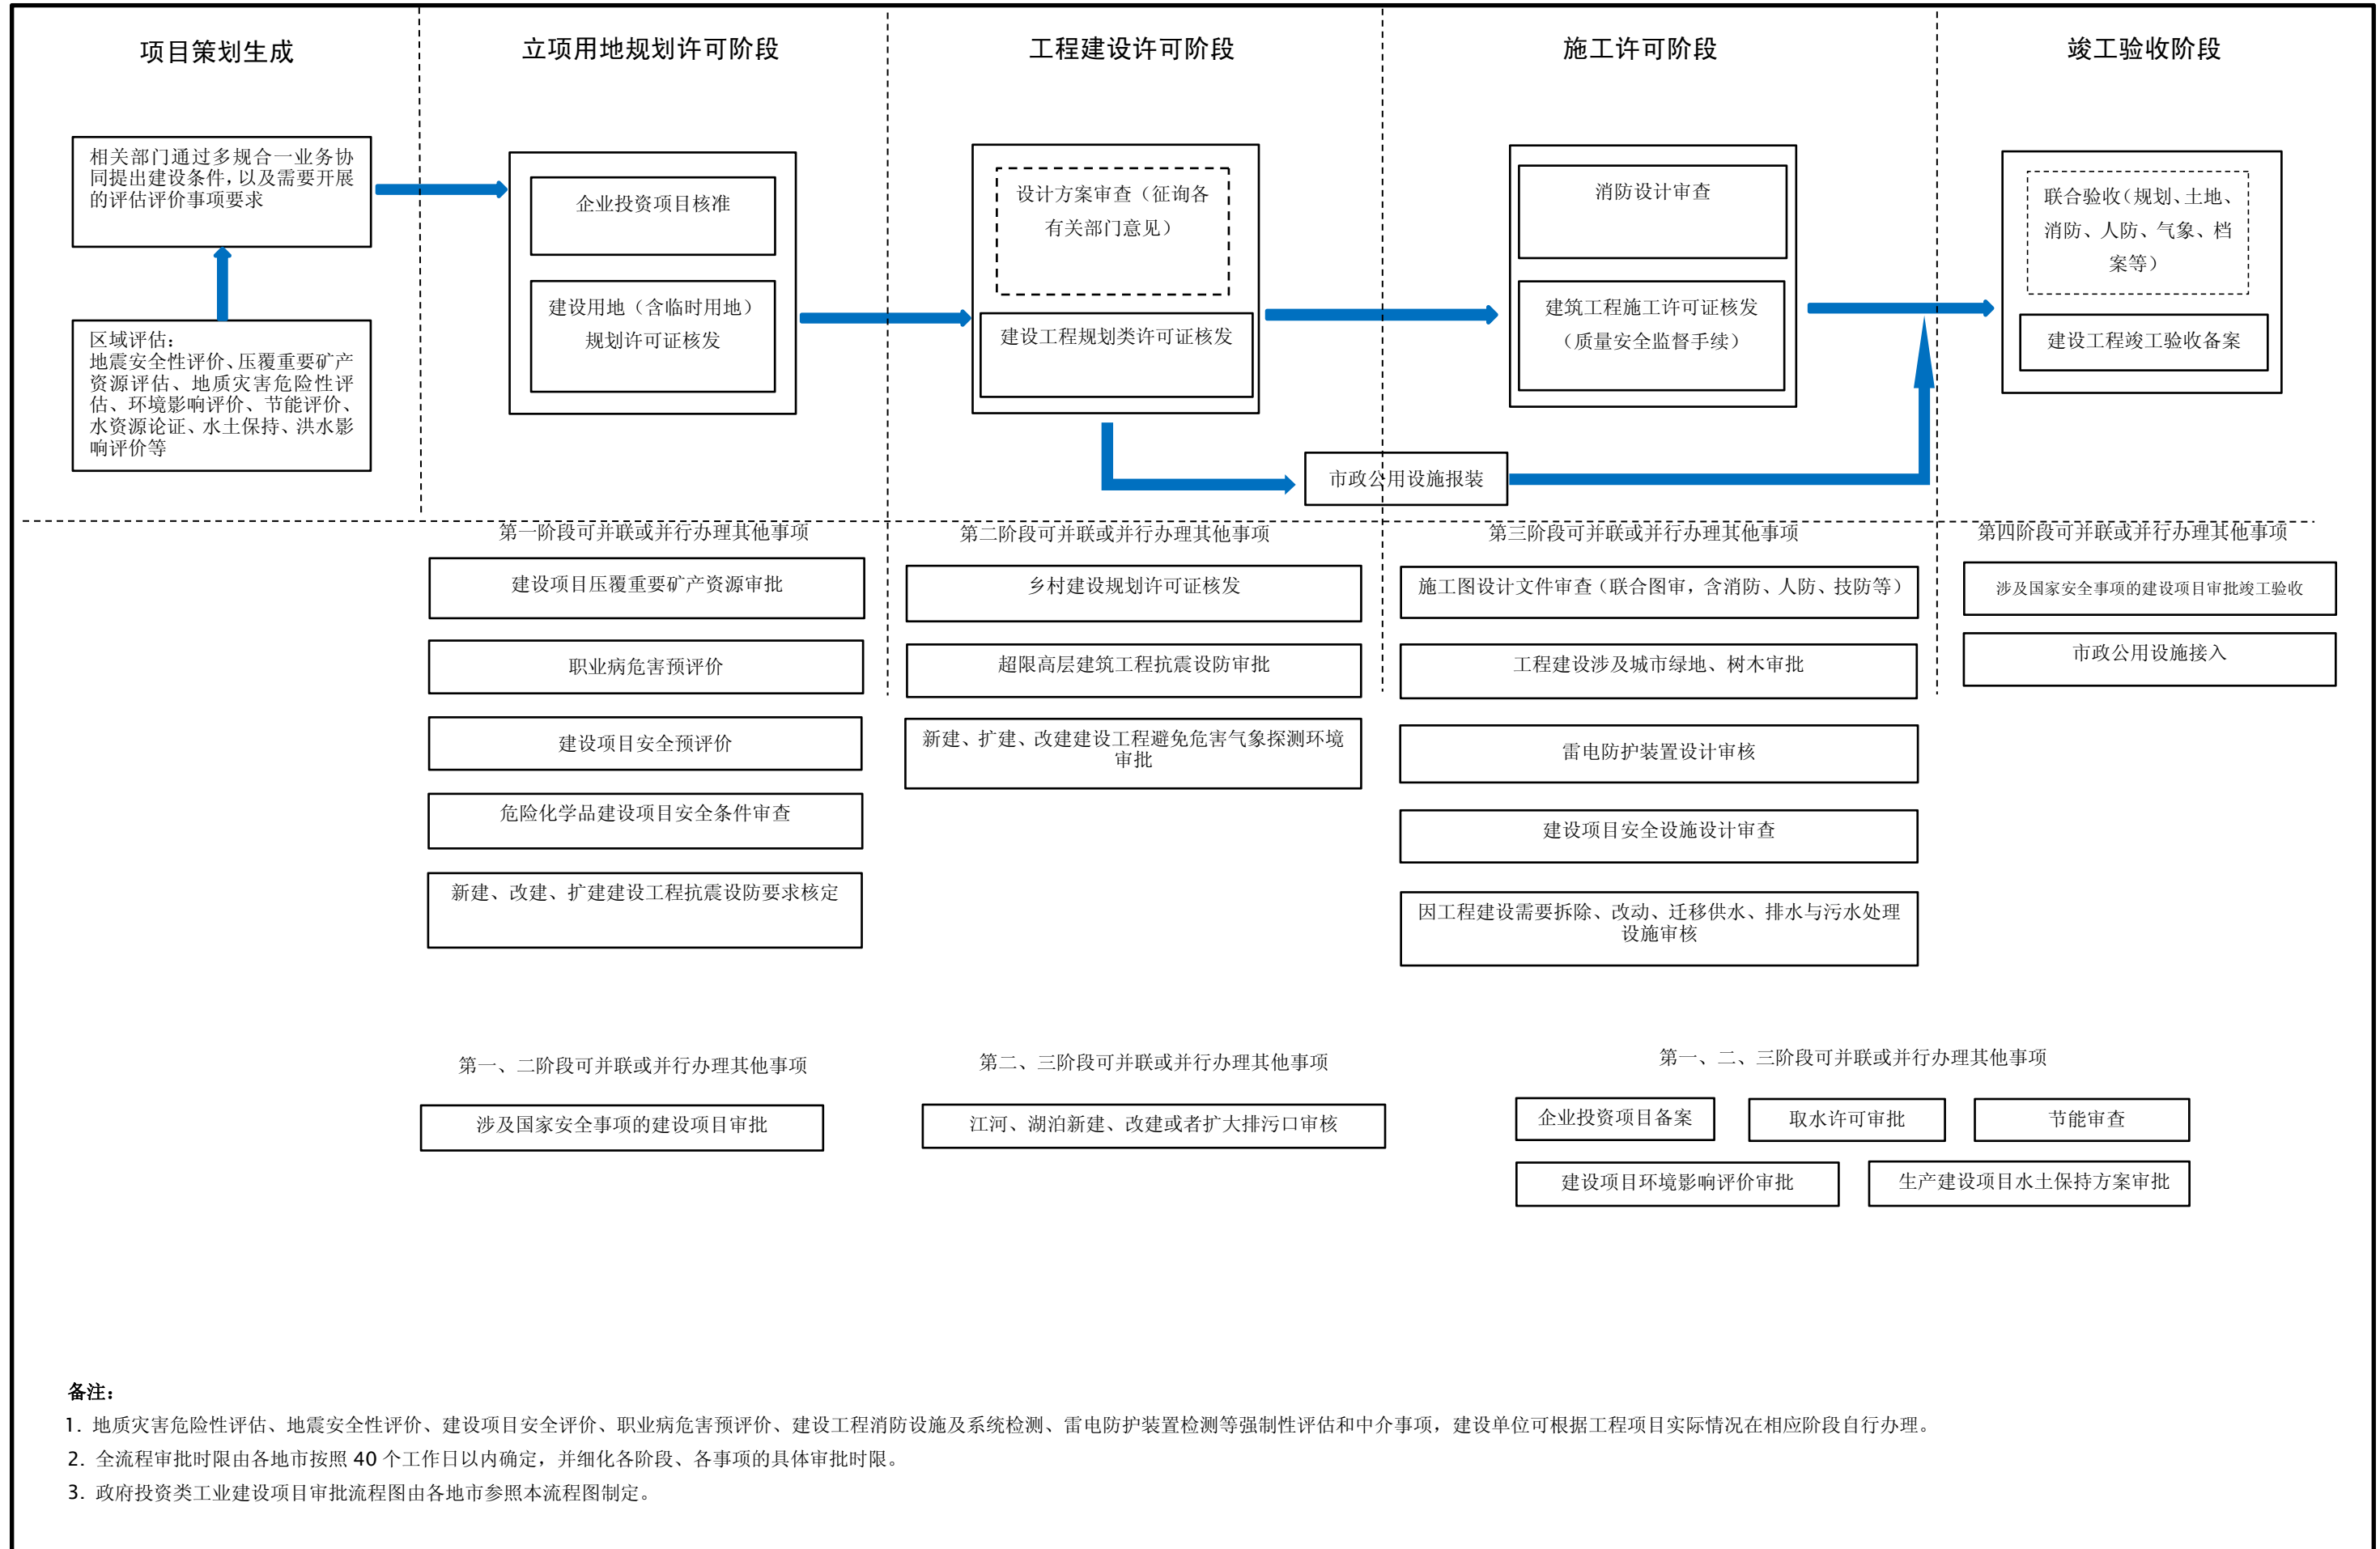 项目策划生成
立项用地规划许可阶段
工程建设许可阶段
施工许可阶段
竣工验收阶段
相关部门通过多规合一业务协
同提出建设条件，以及需要开展
的评估评价事项要求
区域评估：
地震安全性评价、压覆重要矿产
资源评估、地质灾害危险性评
估、环境影响评价、节能评价、
水资源论证、水土保持、洪水影
响评价等
企业投资项目核准
建设用地（含临时用地）
规划许可证核发
设计方案审查（征询各
有关部门意见）
建设工程规划类许可证核发
消防设计审查
建筑工程施工许可证核发
（质量安全监督手续）
联合验收（规划、土地、
消防、人防、气象、档
案等）
建设工程竣工验收备案
市政公用设施报装
第一阶段可并联或并行办理其他事项
建设项目压覆重要矿产资源审批
职业病危害预评价
建设项目安全预评价
危险化学品建设项目安全条件审查
新建、改建、扩建建设工程抗震设防要求核定
第二阶段可并联或并行办理其他事项
乡村建设规划许可证核发
超限高层建筑工程抗震设防审批
新建、扩建、改建建设工程避免危害气象探测环境
审批
第三阶段可并联或并行办理其他事项
施工图设计文件审查（联合图审，含消防、人防、技防等）
工程建设涉及城市绿地、树木审批
雷电防护装置设计审核
建设项目安全设施设计审查
因工程建设需要拆除、改动、迁移供水、排水与污水处理
设施审核
第四阶段可并联或并行办理其他事项
涉及国家安全事项的建设项目审批竣工验收
市政公用设施接入
第一、二阶段可并联或并行办理其他事项
涉及国家安全事项的建设项目审批
第二、三阶段可并联或并行办理其他事项
江河、湖泊新建、改建或者扩大排污口审核
第一、二、三阶段可并联或并行办理其他事项
企业投资项目备案
取水许可审批
节能审查
建设项目环境影响评价审批
生产建设项目水土保持方案审批
备注：
1. 地质灾害危险性评估、地震安全性评价、建设项目安全评价、职业病危害预评价、建设工程消防设施及系统检测、雷电防护装置检测等强制性评估和中介事项，建设单位可根据工程项目实际情况在相应阶段自行办理。
2. 全流程审批时限由各地市按照 40 个工作日以内确定，并细化各阶段、各事项的具体审批时限。
3. 政府投资类工业建设项目审批流程图由各地市参照本流程图制定。